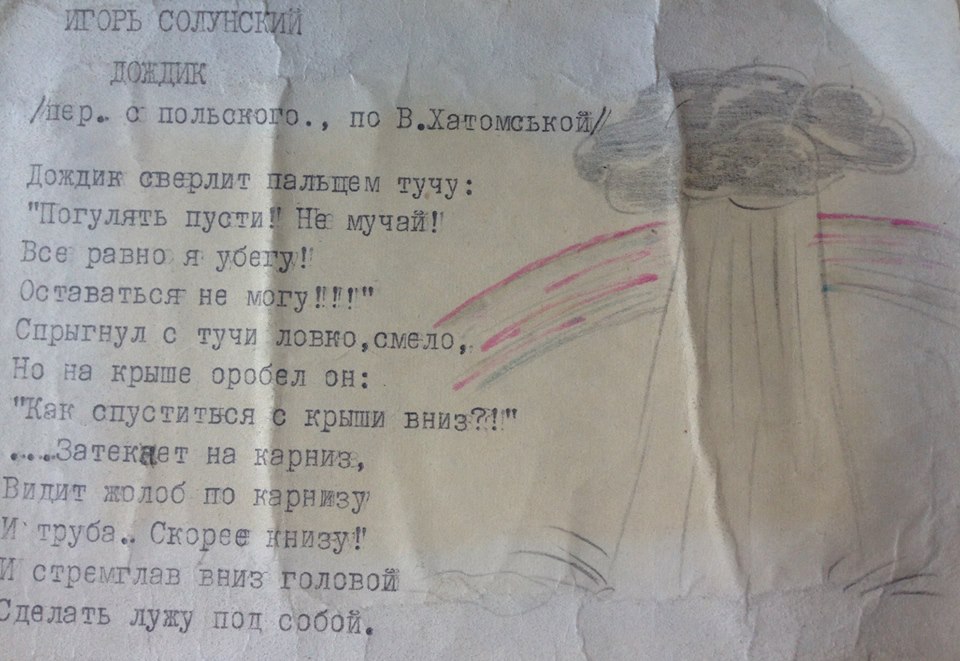 ИГОРЬ СОЛУНСКИЙ
ДОЖДИК
/пер. с польского., по В.Хатомської/
Дождик сверлит пальцем тучу:
"Погулять пусти!! Не мучай!
Все равно я убегу!
Оставаться не могу!!!!"
Спрыгнул с тучи ловко,смело,
Но на крыше оробел он:
"Как спуститься с крыши вниз?!"
....Затекает на карниз,
Видит жолоб по карнизу
И труба.. Скорее книзу!"
И стремглав вниз головой
Сделать лужу под собой.